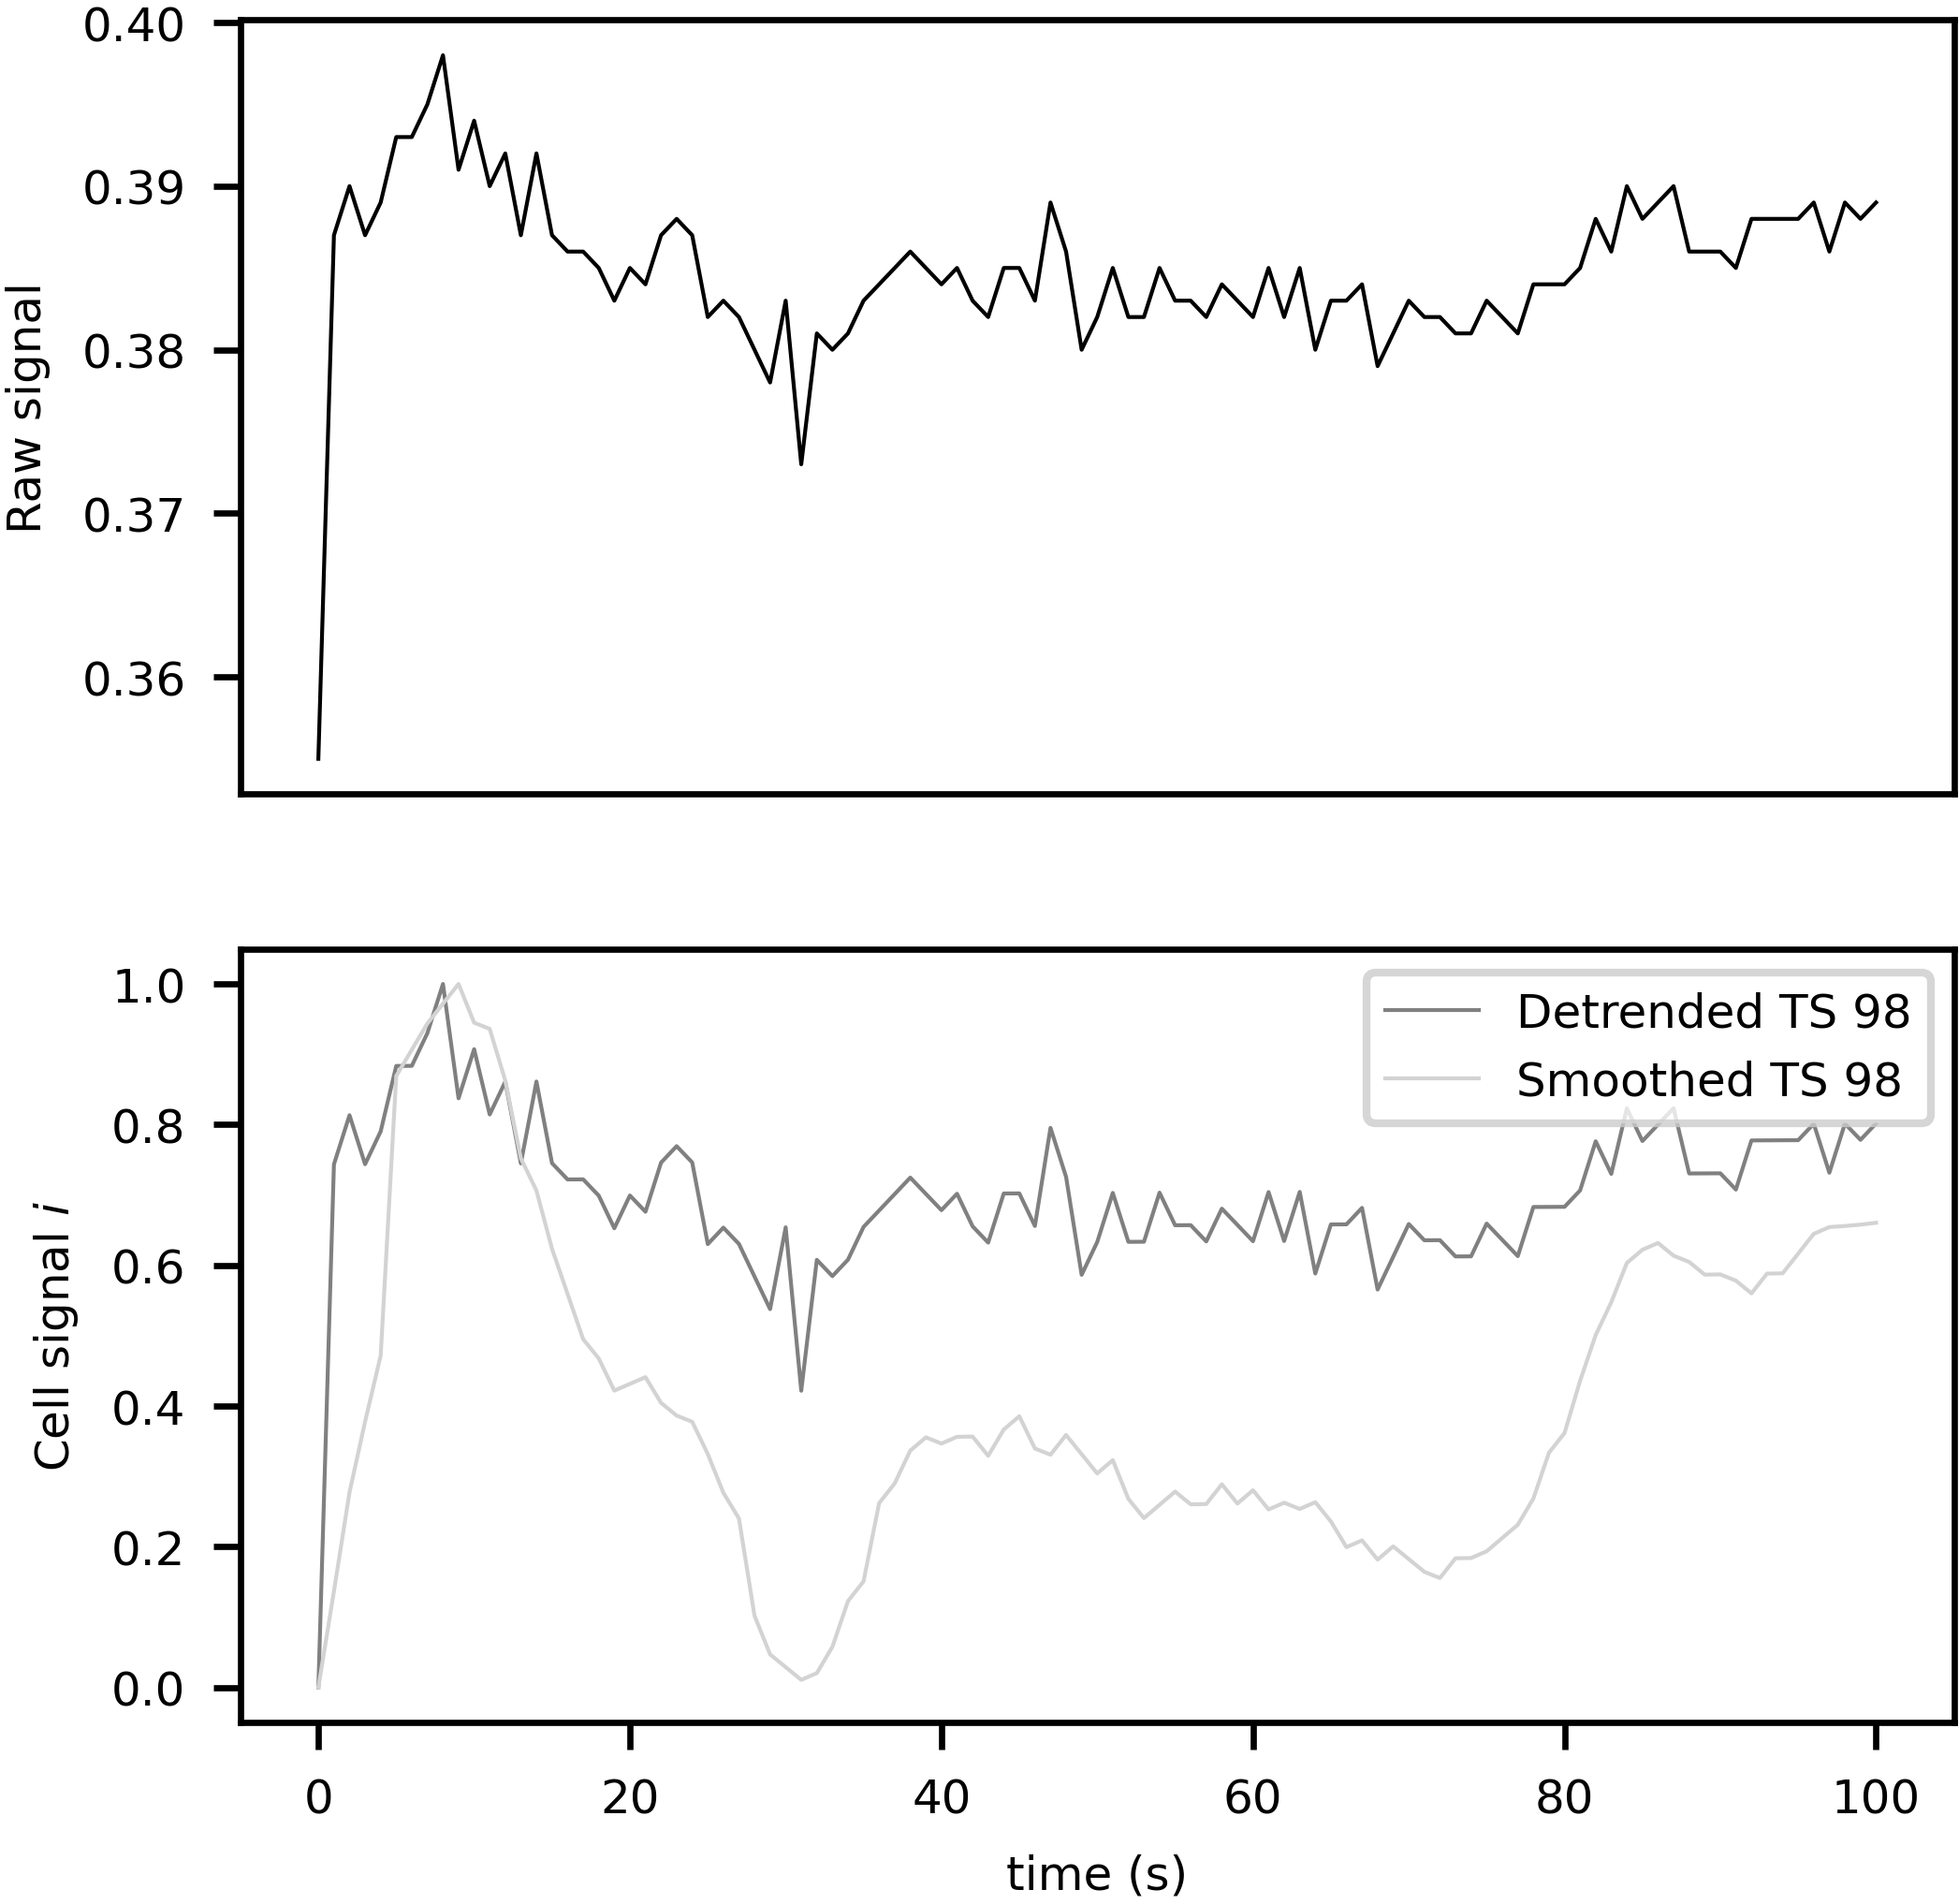 0.40
0.39
0.38
0.37
0.36
Raw signal
1.0
0.8
0.6
0.4
0.2
0.0
Cell signal i
Detrended TS 98
Smoothed TS 98
0 20 40 60 80 100
time (s)